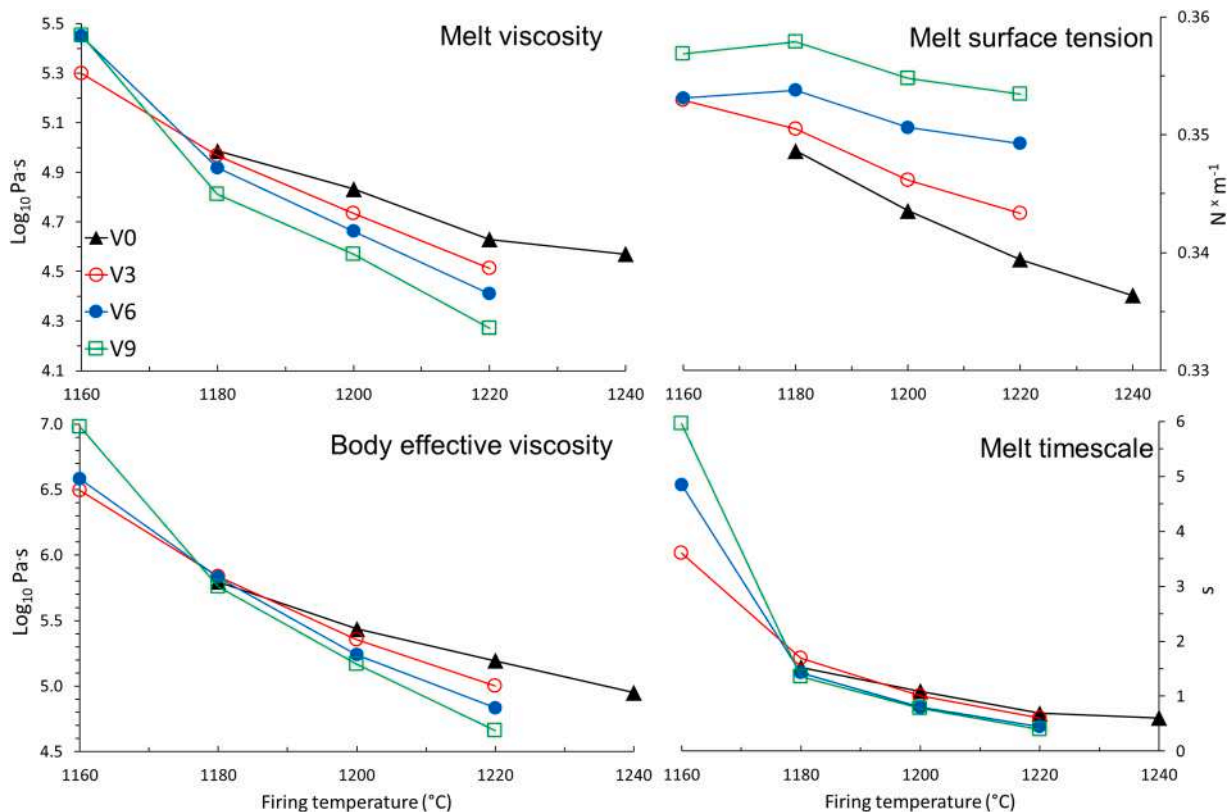 Melt viscosity
Log10 Pa·s
5.5
5.3
5.1
4.9
4.7
4.5
4.3
4.1
V0
V3
V6
V9
1160 1180 1200 1220 1240
Melt surface tension
0.36
0.35
0.34
0.33
N × m-1
1160 1180 1200 1220 1240
Body effective viscosity
Log10 Pa·s
7.0
6.5
6.0
5.5
5.0
4.5
1160 1180 1200 1220 1240
Firing temperature (°C)
Melt timescale
6
5
4
3
2
1
0
s
1160 1180 1200 1220 1240
Firing temperature (°C)